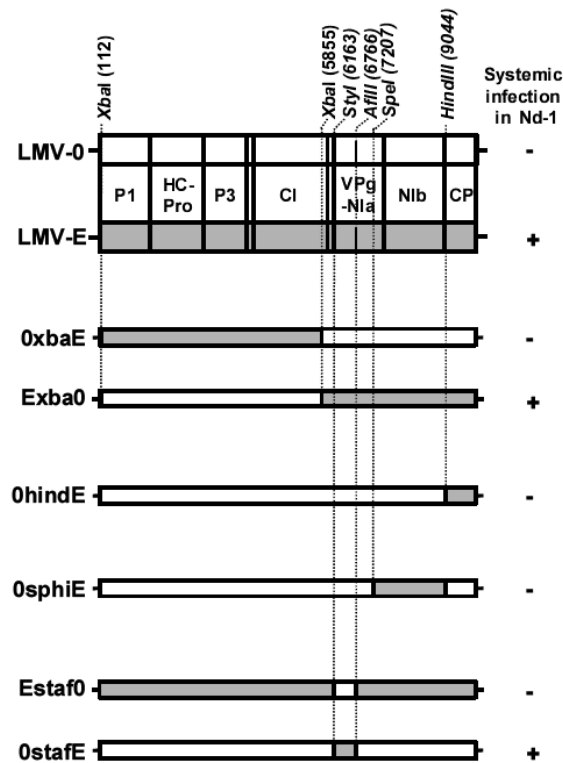 XbaI (112)
XbaI (5855)
StyI (6163)
AflII (6766)
SpeI (7207)
HindIII (9044)
Systemic
infection
in Nd-1
LMV-0 -
P1 HC-Pro P3 CI VPg-NIa NIb CP
LMV-E +
0xbaE -
Exba0 +
0hindE -
0sphiE -
Estaf0 -
0stafE +